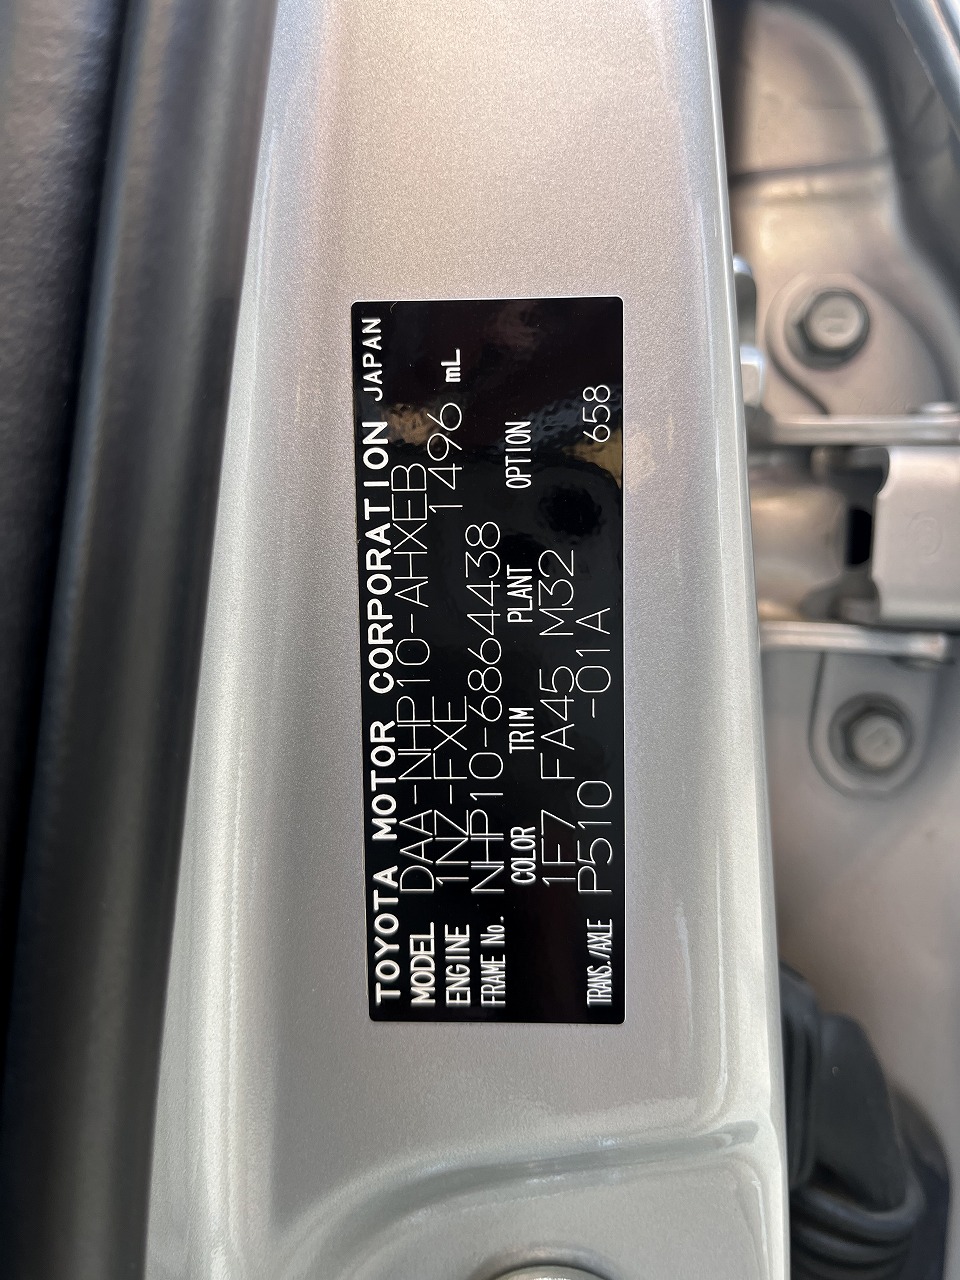 TOYOTA MOTOR CORPORATION JAPAN
MODEL DAA-NHP10-AHXEB
ENGINE 1NZ-FXE 1496 mL
FRAME No. NHP10-6864438
COLOR TRIM PLANT OPTION
1F7 FA45 M32
TRANS./AXLE P510 -01A 658